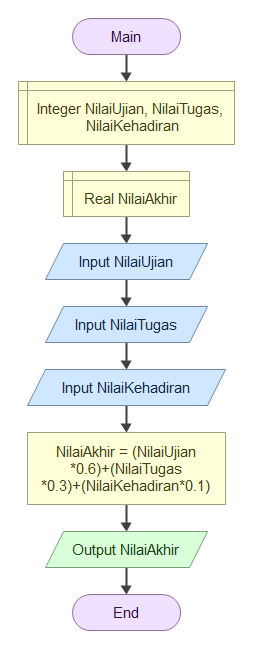 Main
Integer NilaiUjian, NilaiTugas,
NilaiKehadiran
Real NilaiAkhir
Input NilaiUjian
Input NilaiTugas
Input NilaiKehadiran
NilaiAkhir = (NilaiUjian
*0.6)+(NilaiTugas
*0.3)+(NilaiKehadiran*0.1)
Output NilaiAkhir
End